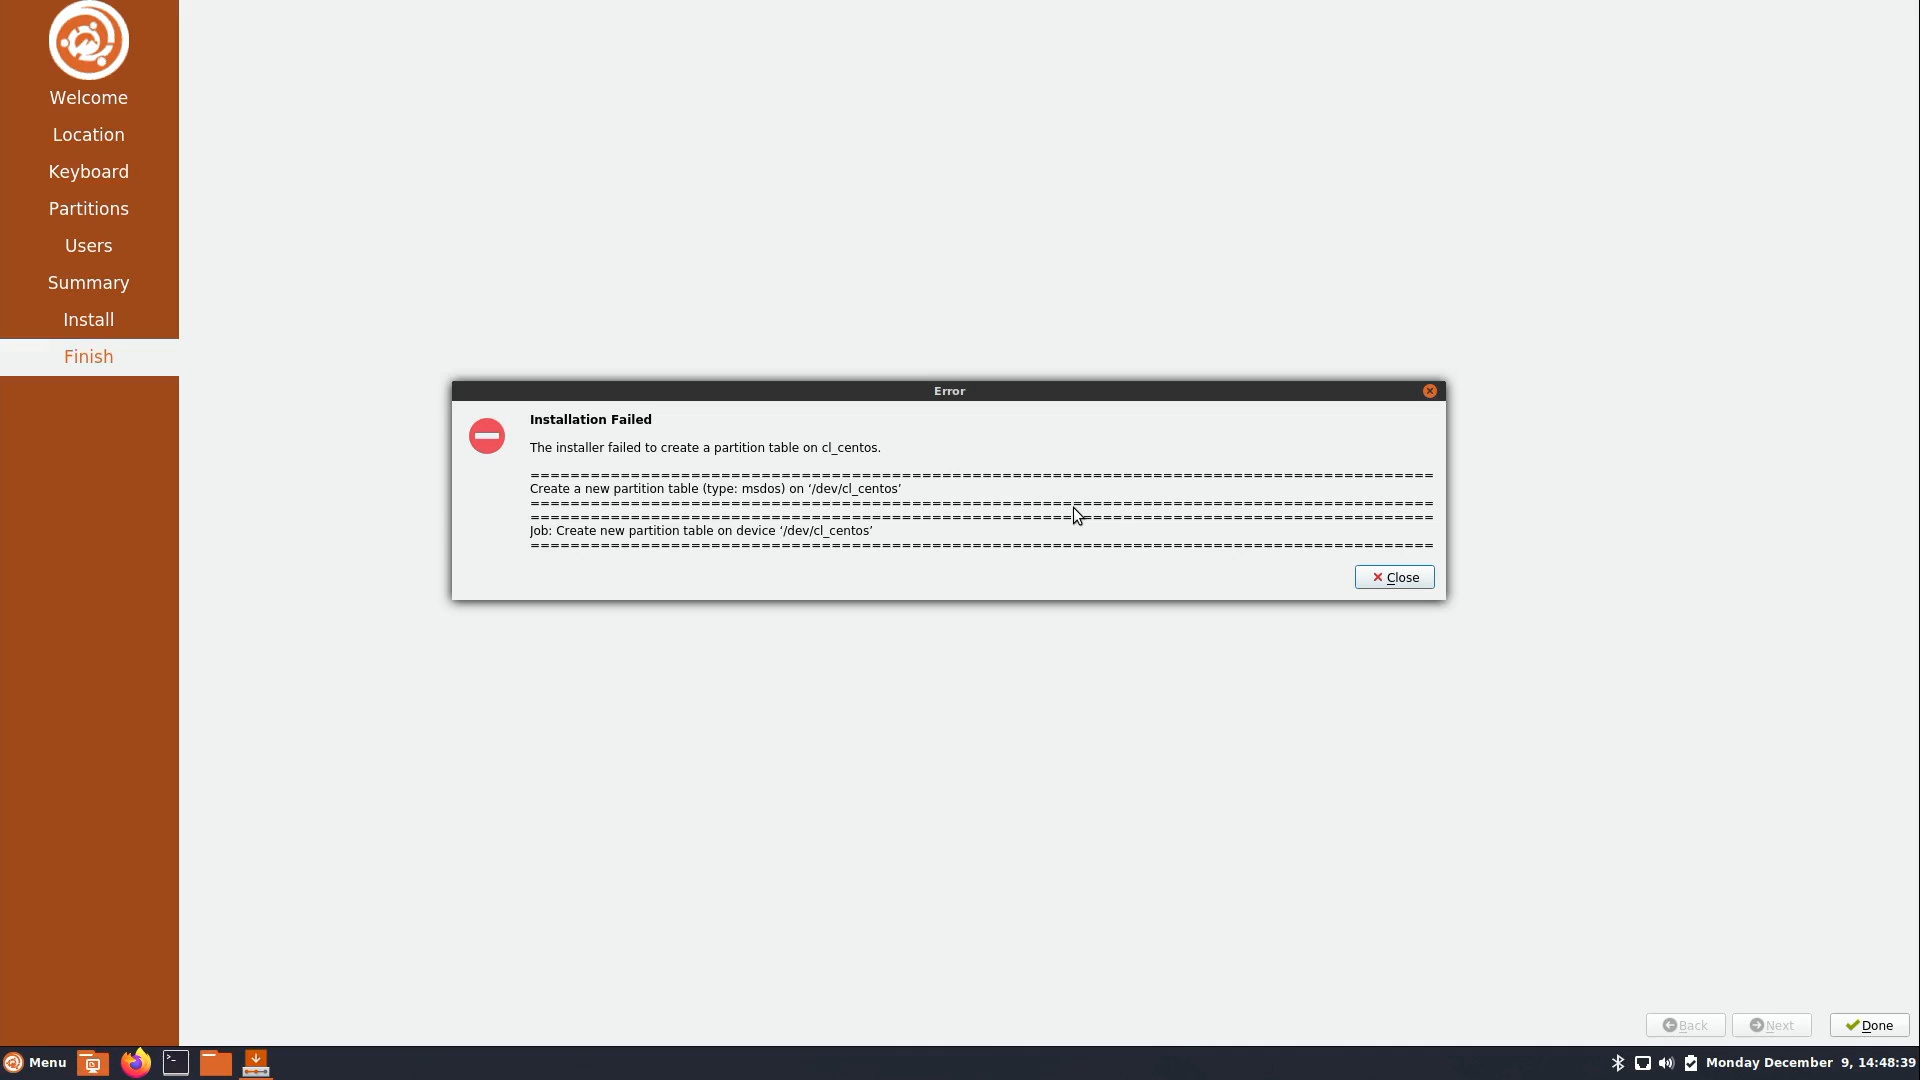 Welcome
Location
Keyboard
Partitions
Users
Summary
Install
Finish
Error
Installation Failed
The installer failed to create a partition table on cl_centos.
==========================================================================================
Create a new partition table (type: msdos) on ‘/dev/cl_centos’
==========================================================================================
==========================================================================================
Job: Create new partition table on device ‘/dev/cl_centos’
==========================================================================================
Close
Back
Next
Done
Menu
Monday December 9, 14:48:39